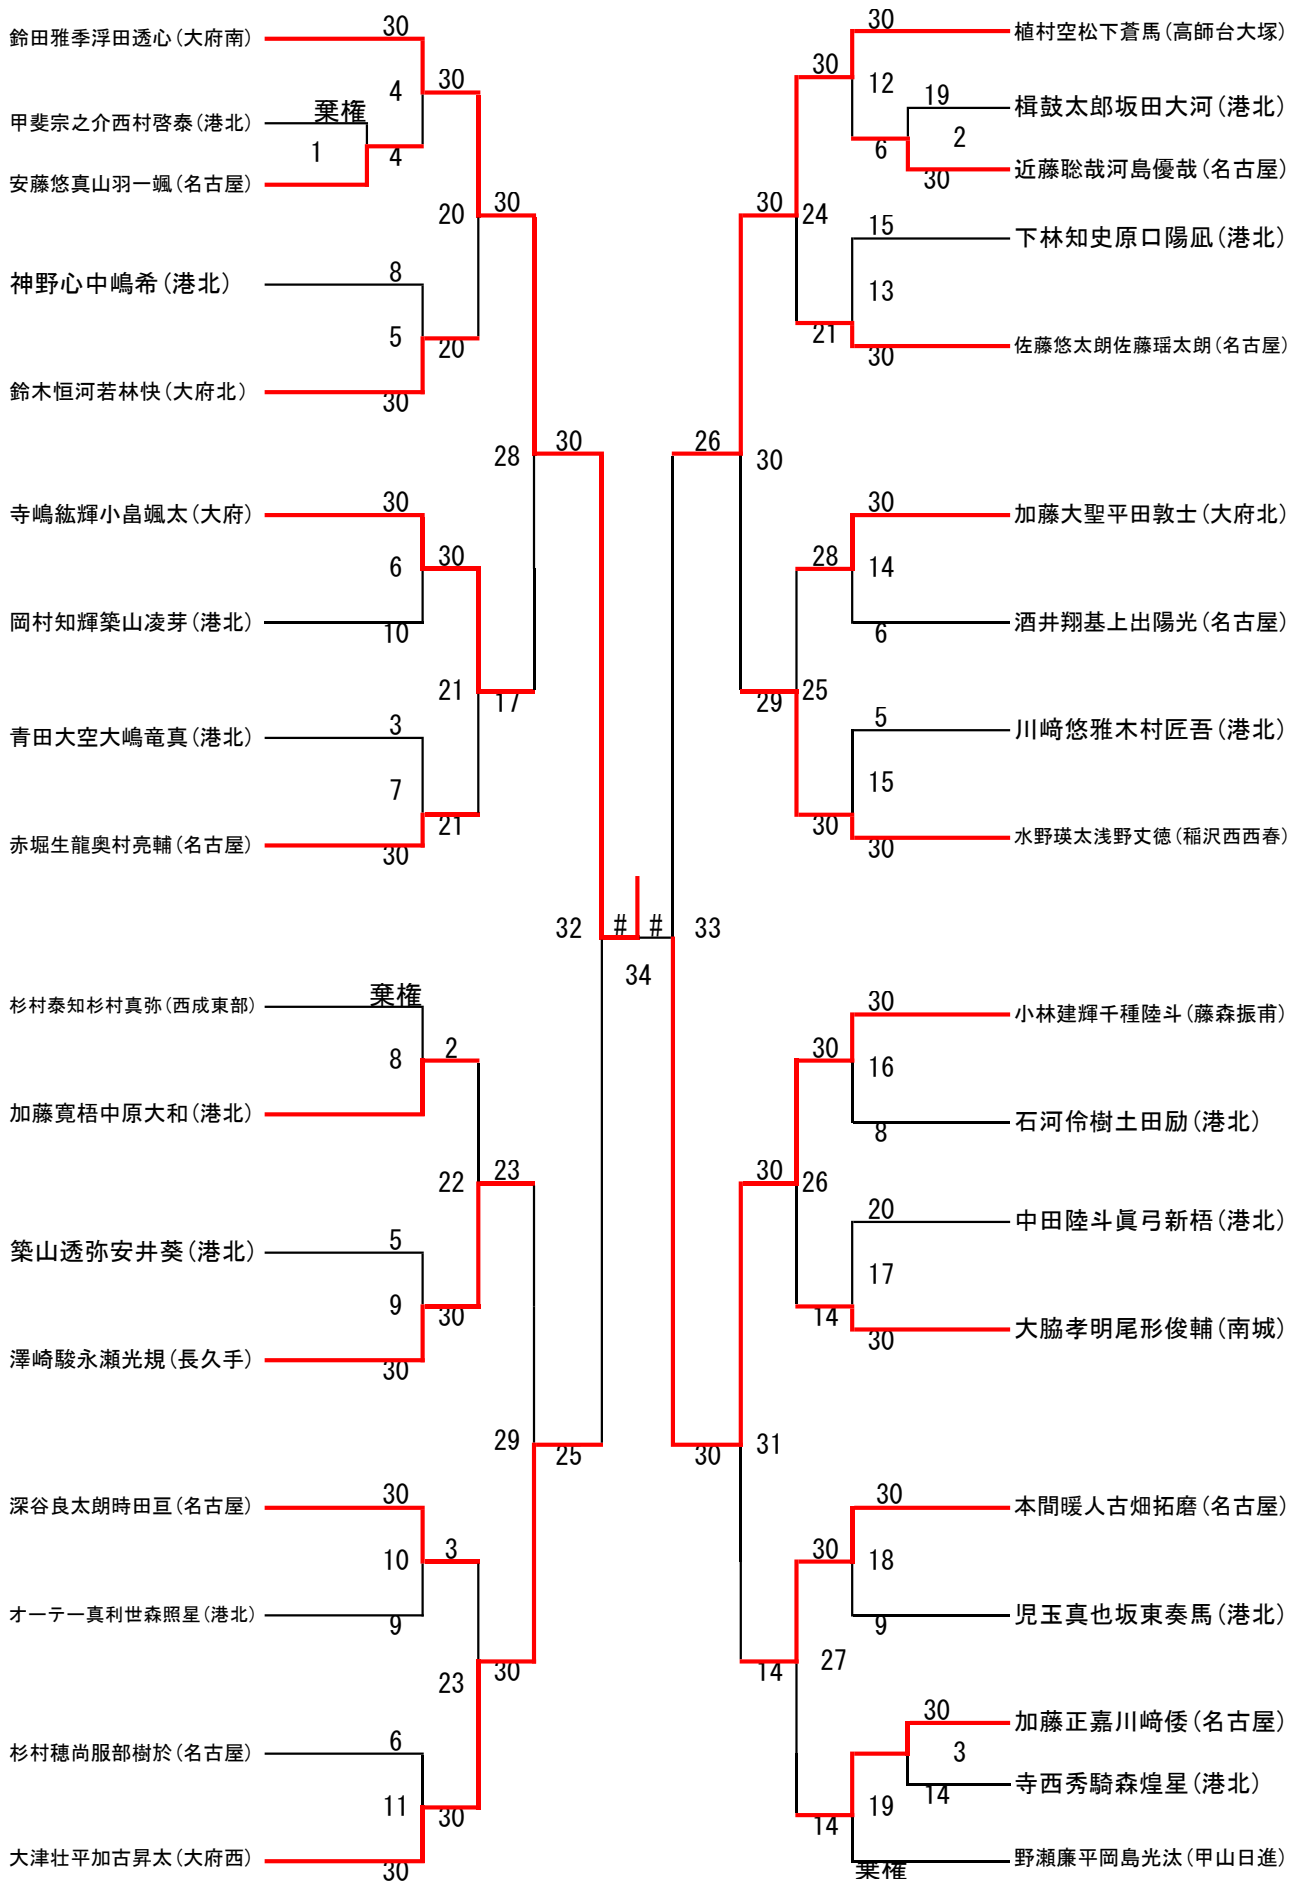 30
鈴田雅季浮田透心(大府南)
4
30
甲斐宗之介西村啓泰(港北)
棄権
1
4
安藤悠真山羽一颯(名古屋)
20
30
神野心中嶋希(港北)
8
5
20
鈴木恒河若林快(大府北)
30
28
30
寺嶋紘輝小畠颯太(大府)
30
6
30
岡村知輝築山凌芽(港北)
10
21
17
青田大空大嶋竜真(港北)
3
7
21
赤堀生龍奥村亮輔(名古屋)
30
32
#
#
33
34
杉村泰知杉村真弥(西成東部)
棄権
8
2
加藤寛梧中原大和(港北)
22
23
築山透弥安井葵(港北)
5
9
30
澤崎駿永瀬光規(長久手)
30
29
25
深谷良太朗時田亘(名古屋)
30
10
3
オーテー真利世森照星(港北)
9
23
30
杉村穂尚服部樹於(名古屋)
6
11
30
大津壮平加古昇太(大府西)
30
30
植村空松下蒼馬(高師台大塚)
30
12
19
楫鼓太郎坂田大河(港北)
6
2
近藤聡哉河島優哉(名古屋)
30
30
24
15
下林知史原口陽凪(港北)
13
21
30
佐藤悠太朗佐藤瑶太朗(名古屋)
26
30
30
加藤大聖平田敦士(大府北)
28
14
6
酒井翔基上出陽光(名古屋)
29
25
5
川﨑悠雅木村匠吾(港北)
15
30
30
水野瑛太浅野丈徳(稲沢西西春)
30
小林建輝千種陸斗(藤森振甫)
30
16
8
石河伶樹土田励(港北)
30
26
20
中田陸斗眞弓新梧(港北)
17
14
30
大脇孝明尾形俊輔(南城)
30
31
30
本間暖人古畑拓磨(名古屋)
30
18
9
児玉真也坂東奏馬(港北)
14
27
30
加藤正嘉川﨑倭(名古屋)
3
14
寺西秀騎森煌星(港北)
19
14
棄権
野瀬廉平岡島光汰(甲山日進)